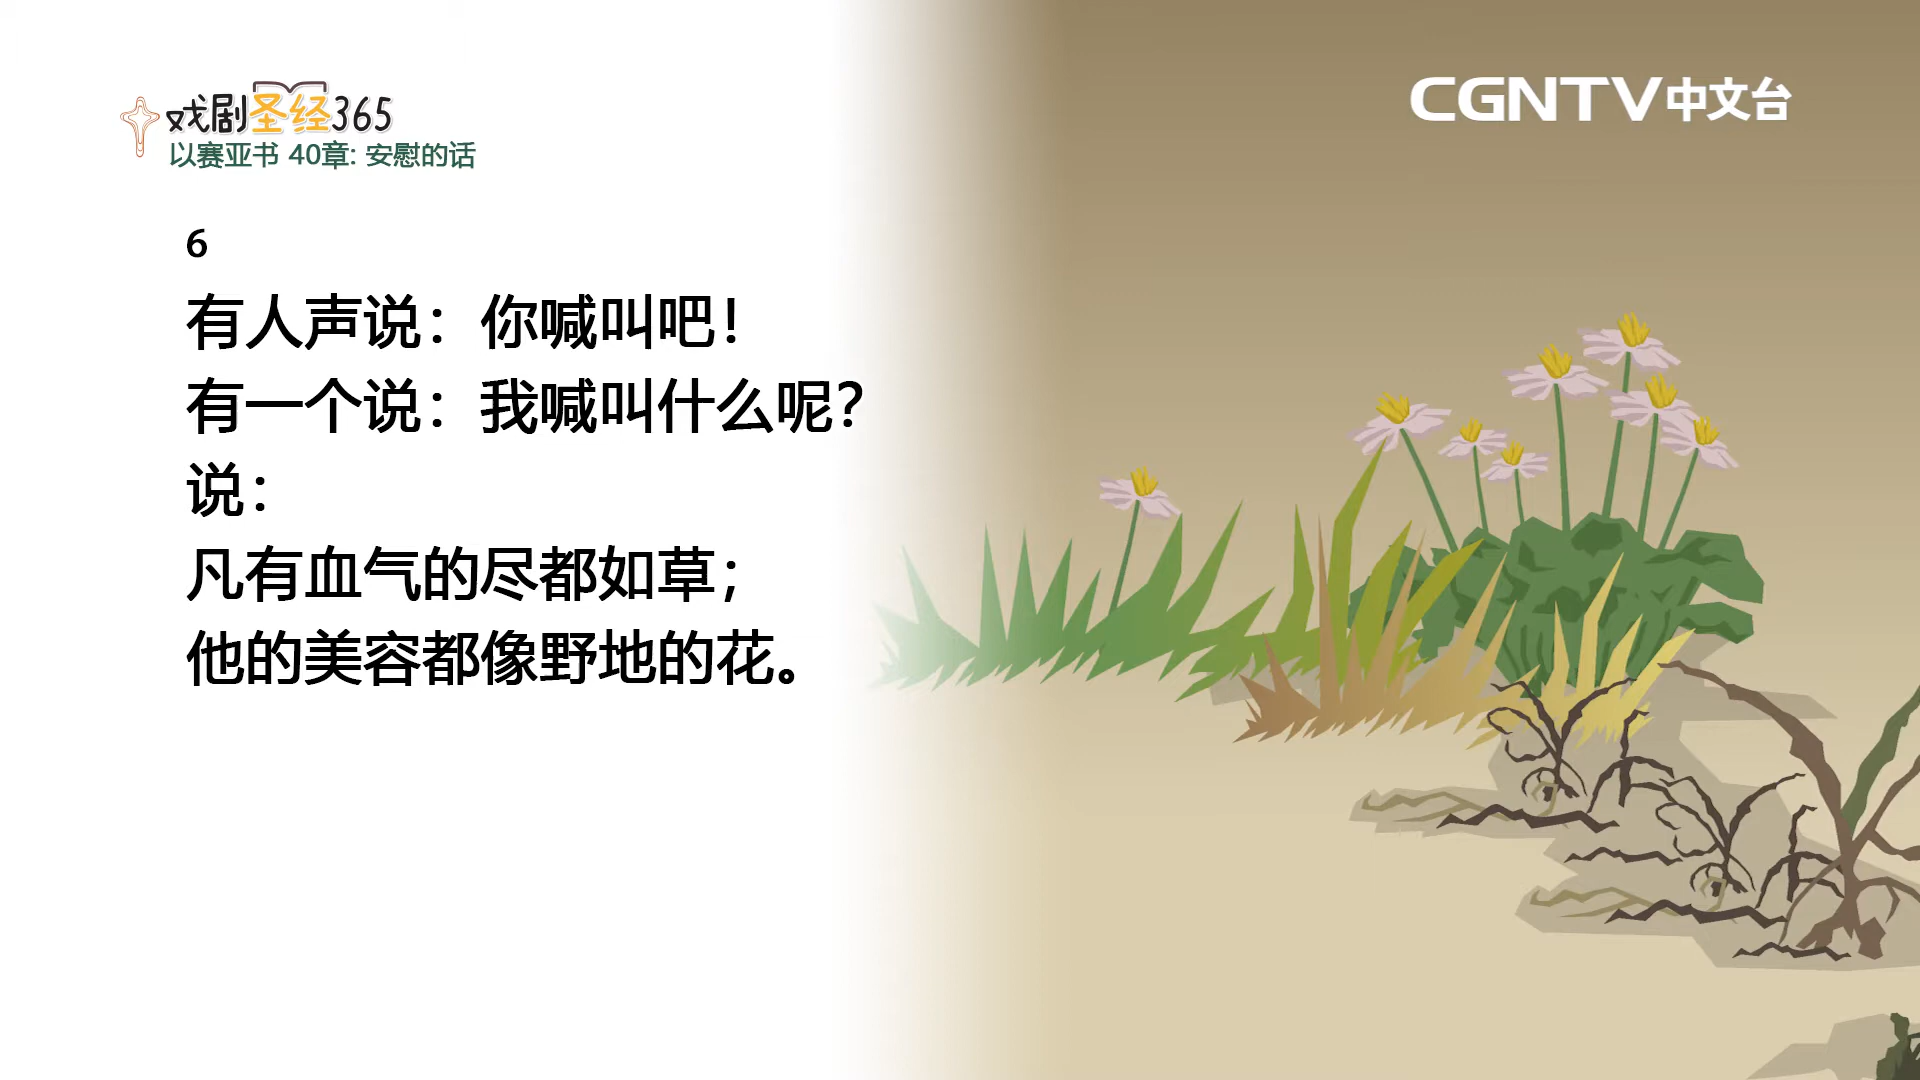 戏剧圣经365
以赛亚书 40章: 安慰的话
CGNTV中文台
6
有人声说：你喊叫吧！
有一个说：我喊叫什么呢？
说：
凡有血气的尽都如草；
他的美容都像野地的花。